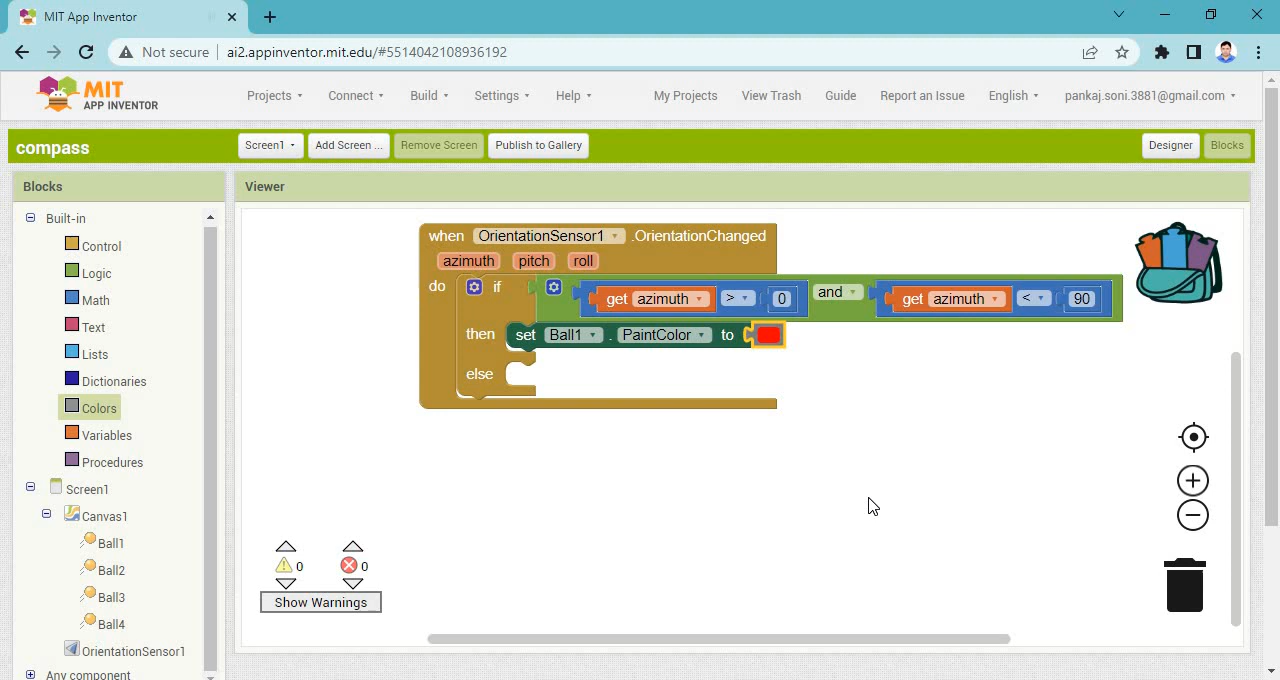 MIT App Inventor
Not secure
ai2.appinventor.mit.edu/#5514042108936192
MIT
APP INVENTOR
Projects
Connect
Build
Settings
Help
My Projects
View Trash
Guide
Report an Issue
English
pankaj.soni.3881@gmail.com
compass
Screen1
Add Screen ...
Remove Screen
Publish to Gallery
Designer
Blocks
Blocks
Viewer
Built-in
Control
Logic
Math
Text
Lists
Dictionaries
Colors
Variables
Procedures
Screen1
Canvas1
Ball1
Ball2
Ball3
Ball4
OrientationSensor1
Any component
when OrientationSensor1 .OrientationChanged
azimuth pitch roll
do if get azimuth > 0 and get azimuth < 90
then set Ball1 . PaintColor to
else
0 0
Show Warnings